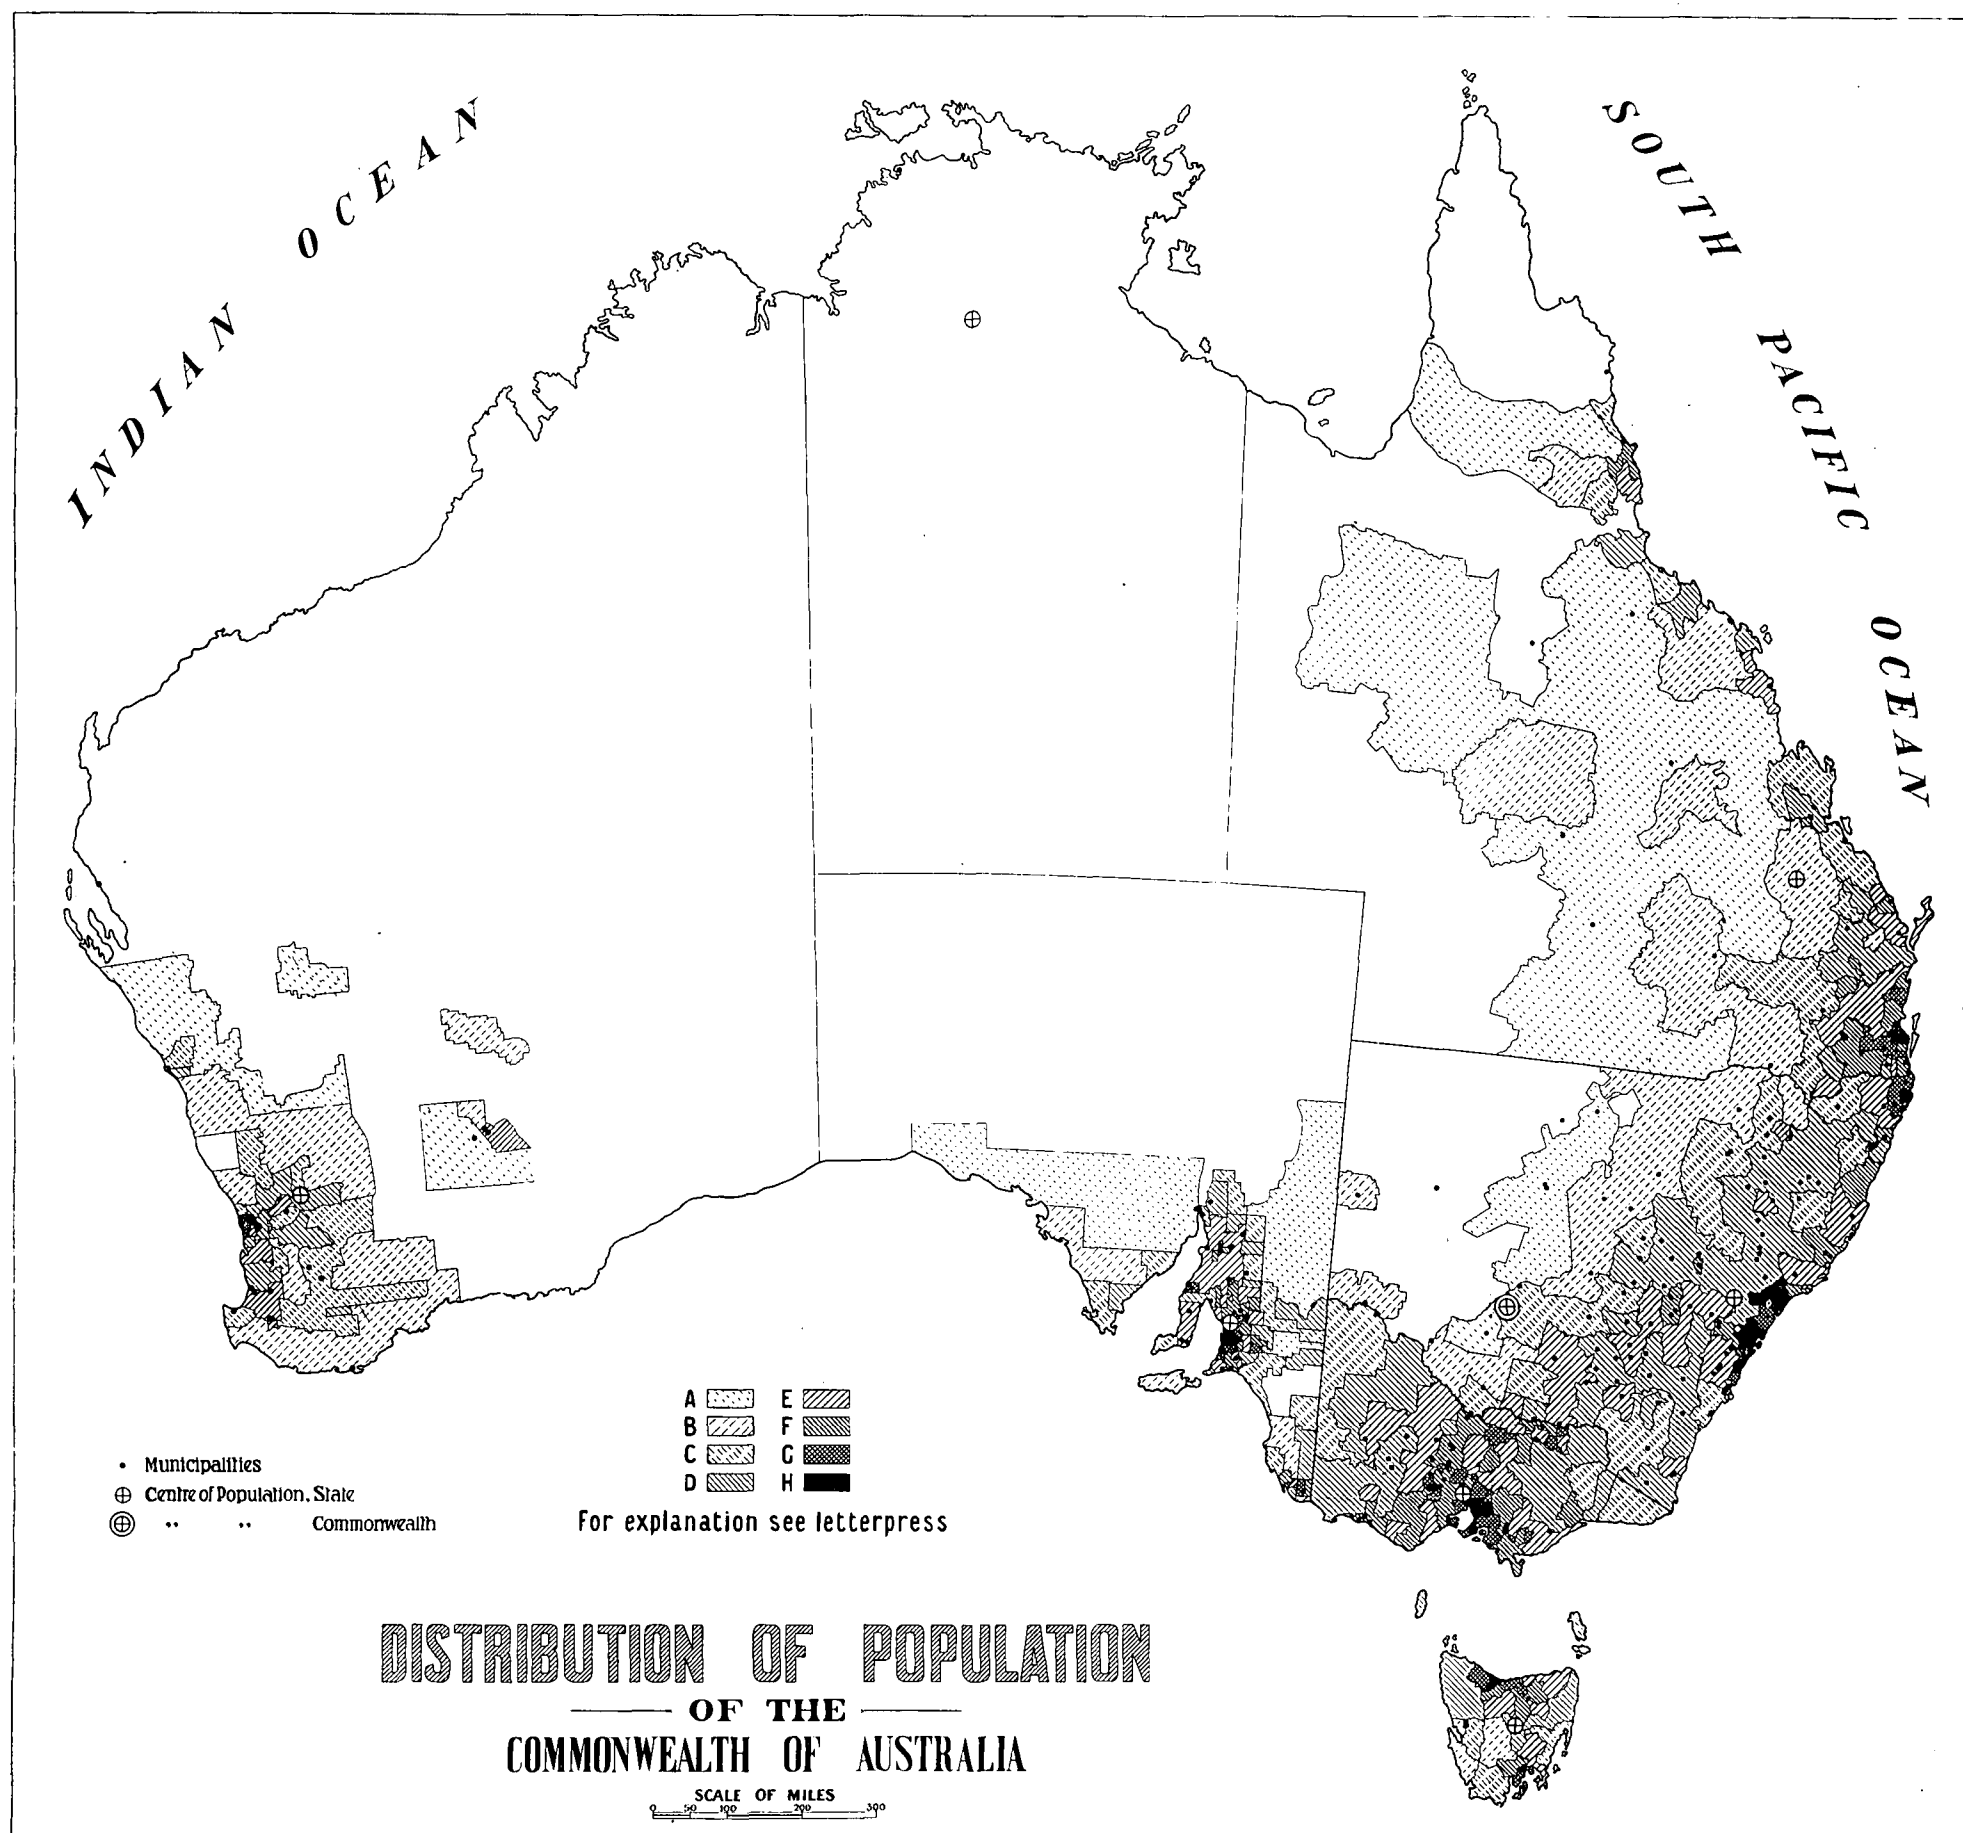 INDIAN OCEAN
SOUTH PACIFIC OCEAN
A E
B F
C G
D H
For explanation see letterpress
Municipalities
Centre of Population, State
" " Commonwealth
DISTRIBUTION OF POPULATION
OF THE
COMMONWEALTH OF AUSTRALIA
SCALE OF MILES
0 50 100 200 300